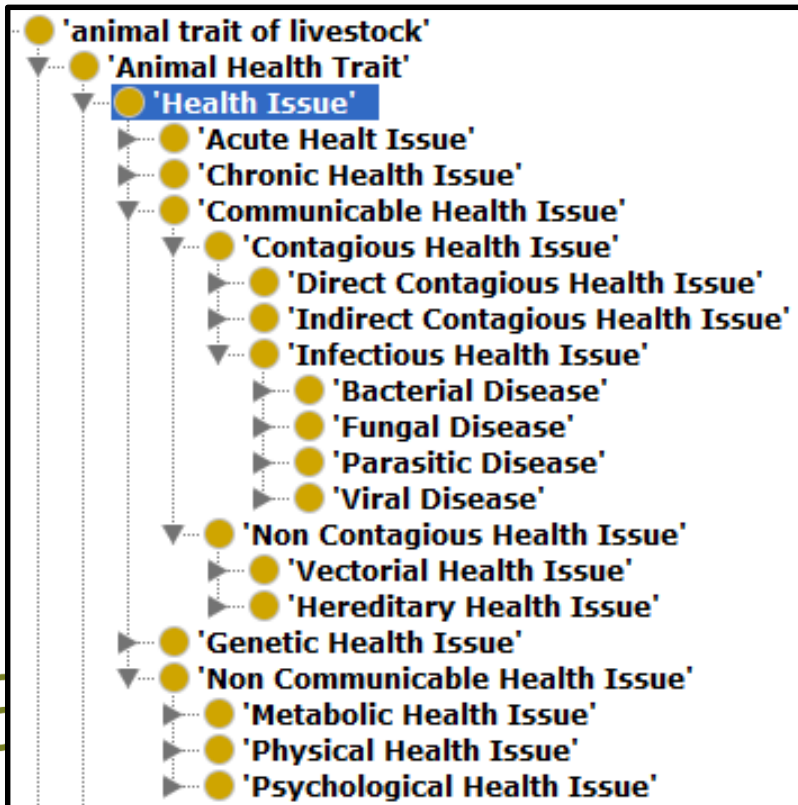 'animal trait of livestock'
'Animal Health Trait'
'Health Issue'
'Acute Healt Issue'
'Chronic Health Issue'
'Communicable Health Issue'
'Contagious Health Issue'
'Direct Contagious Health Issue'
'Indirect Contagious Health Issue'
'Infectious Health Issue'
'Bacterial Disease'
'Fungal Disease'
'Parasitic Disease'
'Viral Disease'
'Non Contagious Health Issue'
'Vectorial Health Issue'
'Hereditary Health Issue'
'Genetic Health Issue'
'Non Communicable Health Issue'
'Metabolic Health Issue'
'Physical Health Issue'
'Psychological Health Issue'